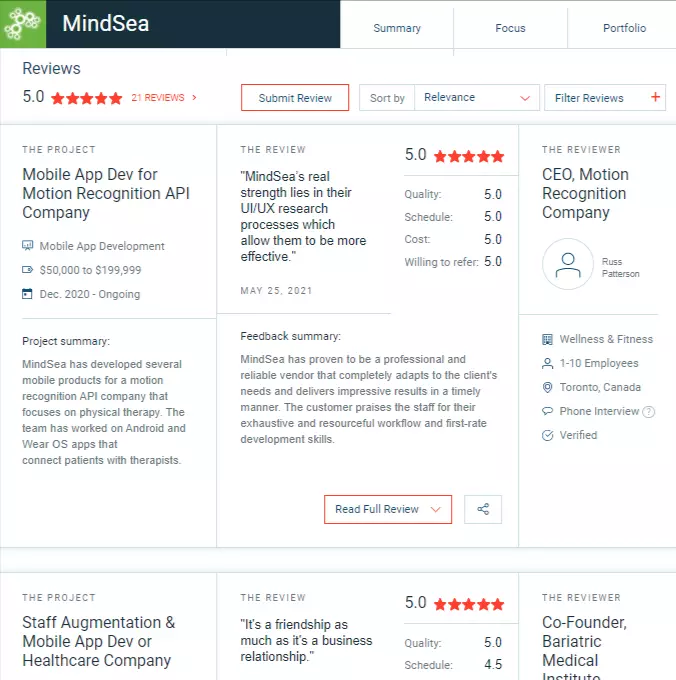 MindSea
Summary
Focus
Portfolio
Reviews
5.0
21 REVIEWS
Submit Review
Sort by
Relevance
Filter Reviews +
THE PROJECT
Mobile App Dev for
Motion Recognition API
Company
Mobile App Development
$50,000 to $199,999
Dec. 2020 - Ongoing
Project summary:
MindSea has developed several
mobile products for a motion
recognition API company that
focuses on physical therapy. The
team has worked on Android and
Wear OS apps that
connect patients with therapists.
THE REVIEW
"MindSea's real
strength lies in their
UI/UX research
processes which
allow them to be more
effective."
MAY 25, 2021
5.0
Quality: 5.0
Schedule: 5.0
Cost: 5.0
Willing to refer: 5.0
Feedback summary:
MindSea has proven to be a professional and
reliable vendor that completely adapts to the client's
needs and delivers impressive results in a timely
manner. The customer praises the staff for their
exhaustive and resourceful workflow and first-rate
development skills.
Read Full Review
THE REVIEWER
CEO, Motion
Recognition
Company
Russ
Patterson
Wellness & Fitness
1-10 Employees
Toronto, Canada
Phone Interview ?
Verified
THE PROJECT
Staff Augmentation &
Mobile App Dev or
Healthcare Company
THE REVIEW
"It's a friendship as
much as it's a business
relationship."
5.0
Quality: 5.0
Schedule: 4.5
THE REVIEWER
Co-Founder,
Bariatric
Medical
Institute